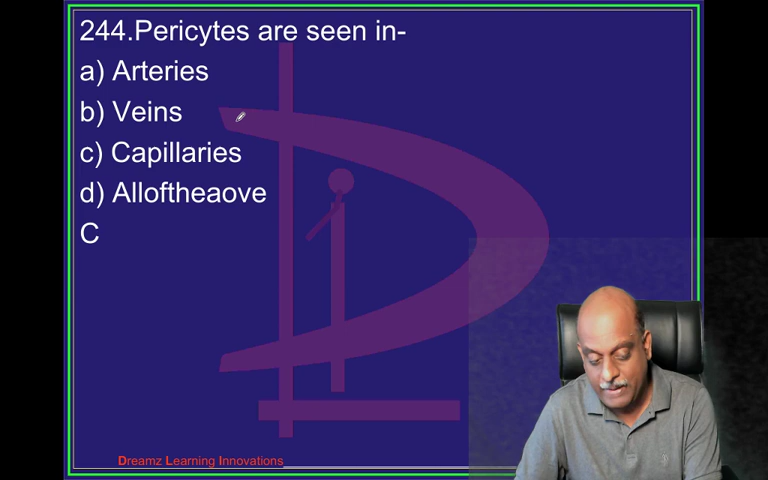 244.Pericytes are seen in-
a) Arteries
b) Veins
c) Capillaries
d) Alloftheaove
C
Dreamz Learning Innovations